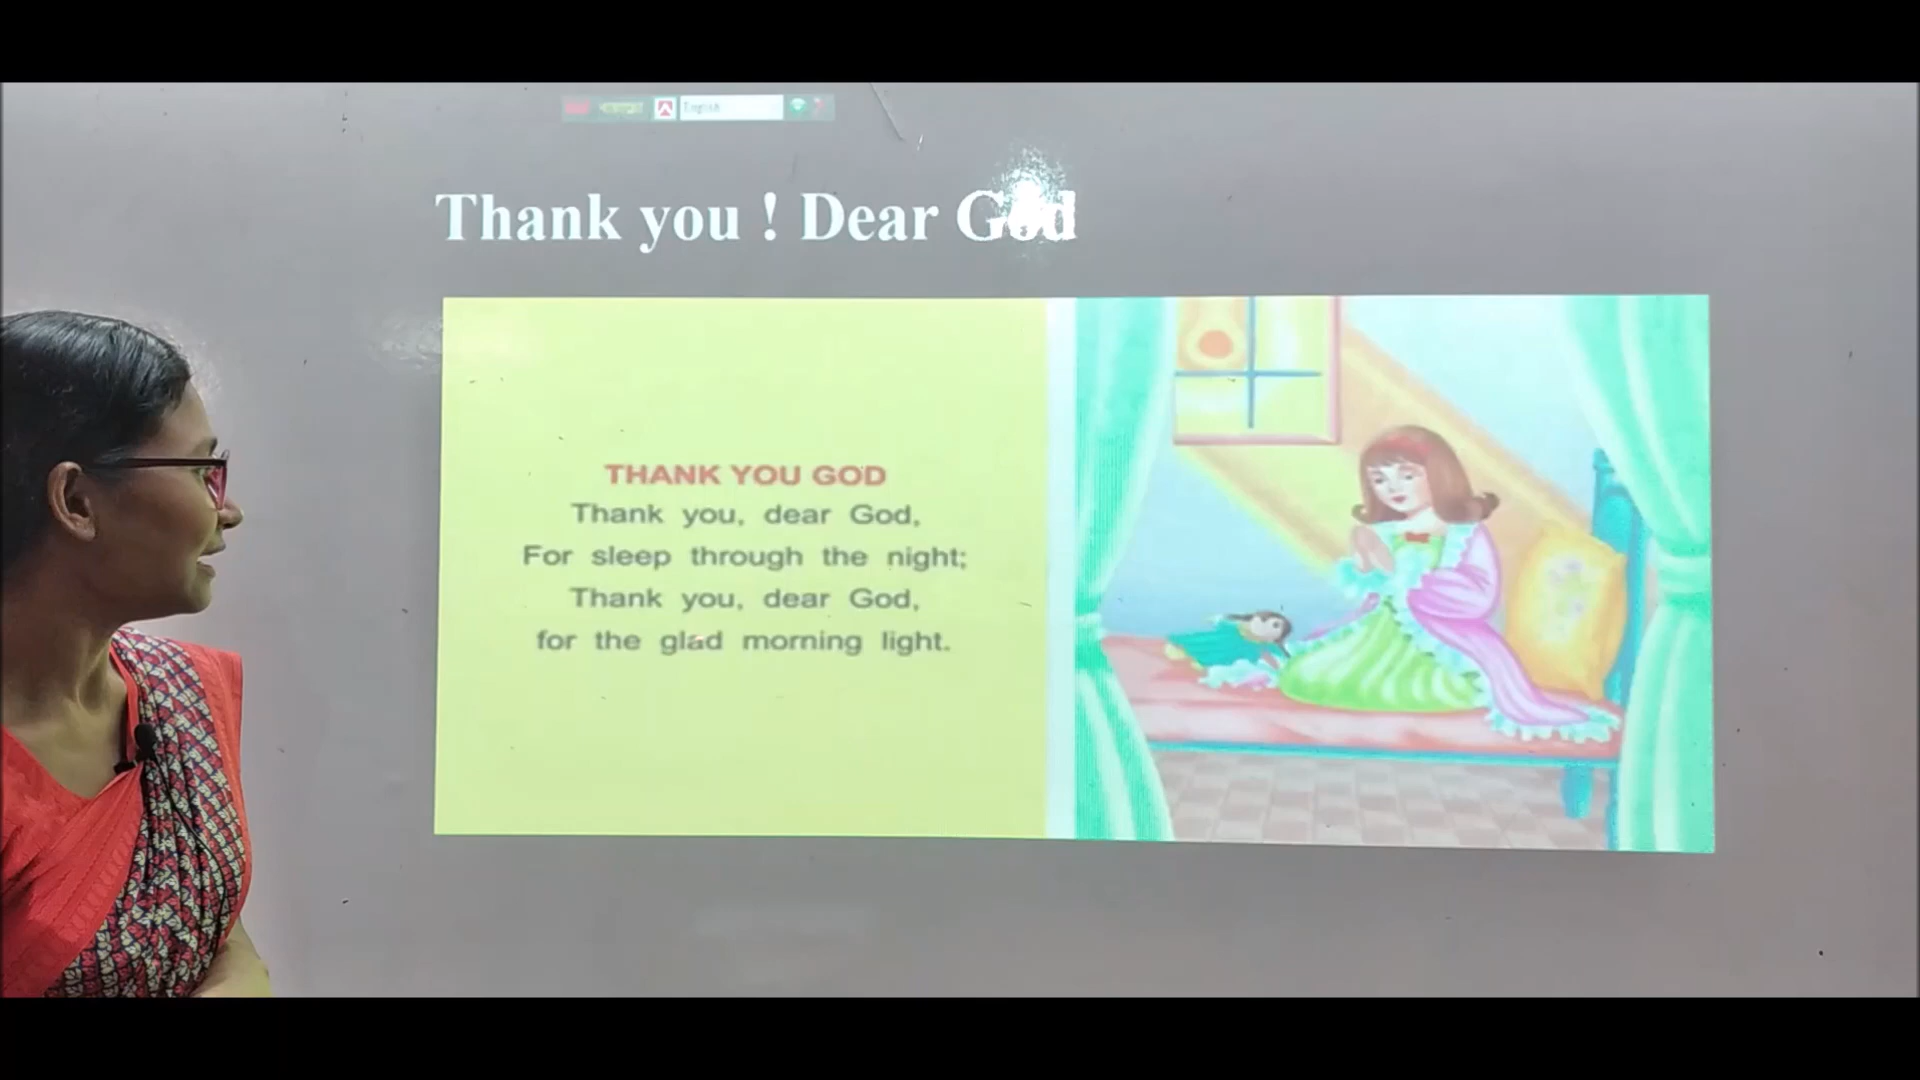 English
Thank you ! Dear God
THANK YOU GOD
Thank you, dear God,
For sleep through the night;
Thank you, dear God,
for the glad morning light.